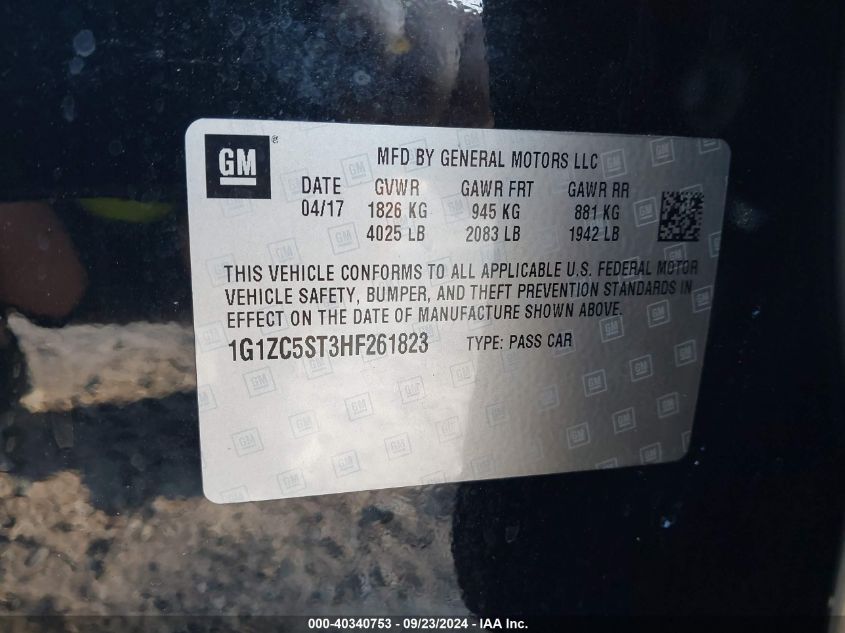 GM ®
MFD BY GENERAL MOTORS LLC
DATE GVWR GAWR FRT GAWR RR
04/17 1826 KG 945 KG 881 KG
4025 LB 2083 LB 1942 LB
THIS VEHICLE CONFORMS TO ALL APPLICABLE U.S. FEDERAL MOTOR
VEHICLE SAFETY, BUMPER, AND THEFT PREVENTION STANDARDS IN
EFFECT ON THE DATE OF MANUFACTURE SHOWN ABOVE.
1G1ZC5ST3HF261823 TYPE: PASS CAR
000-40340753 - 09/23/2024 - IAA, Inc.